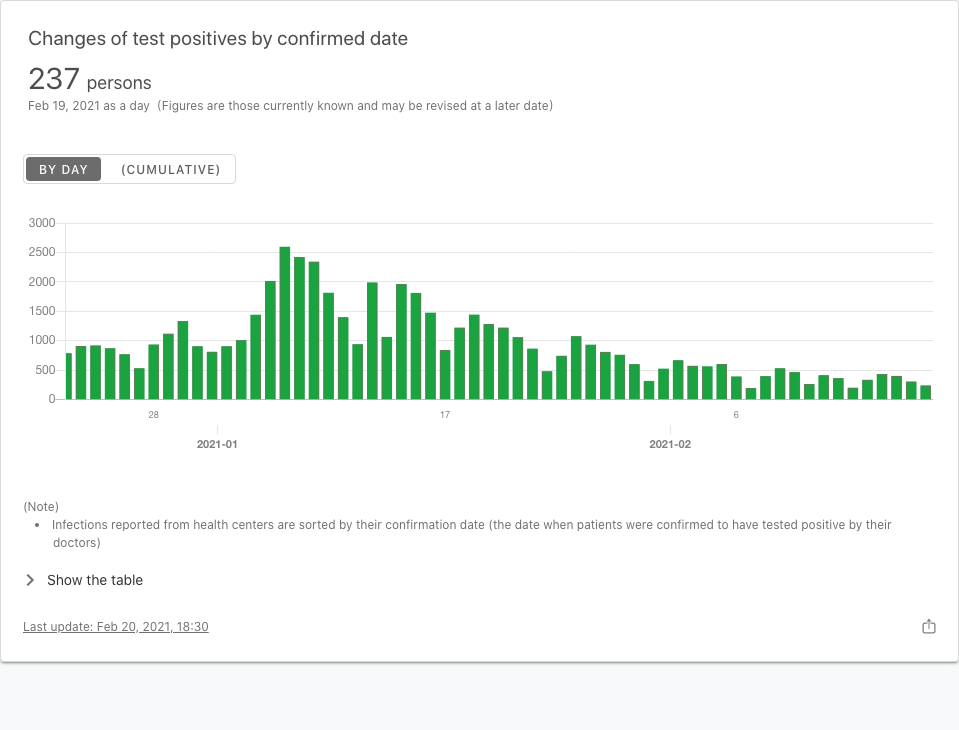 Changes of test positives by confirmed date
237 persons
Feb 19, 2021 as a day (Figures are those currently known and may be revised at a later date)
BY DAY (CUMULATIVE)
3000
2500
2000
1500
1000
500
0
28 17 6
2021-01 2021-02
(Note)
• Infections reported from health centers are sorted by their confirmation date (the date when patients were confirmed to have tested positive by their
doctors)
Show the table
Last update: Feb 20, 2021, 18:30